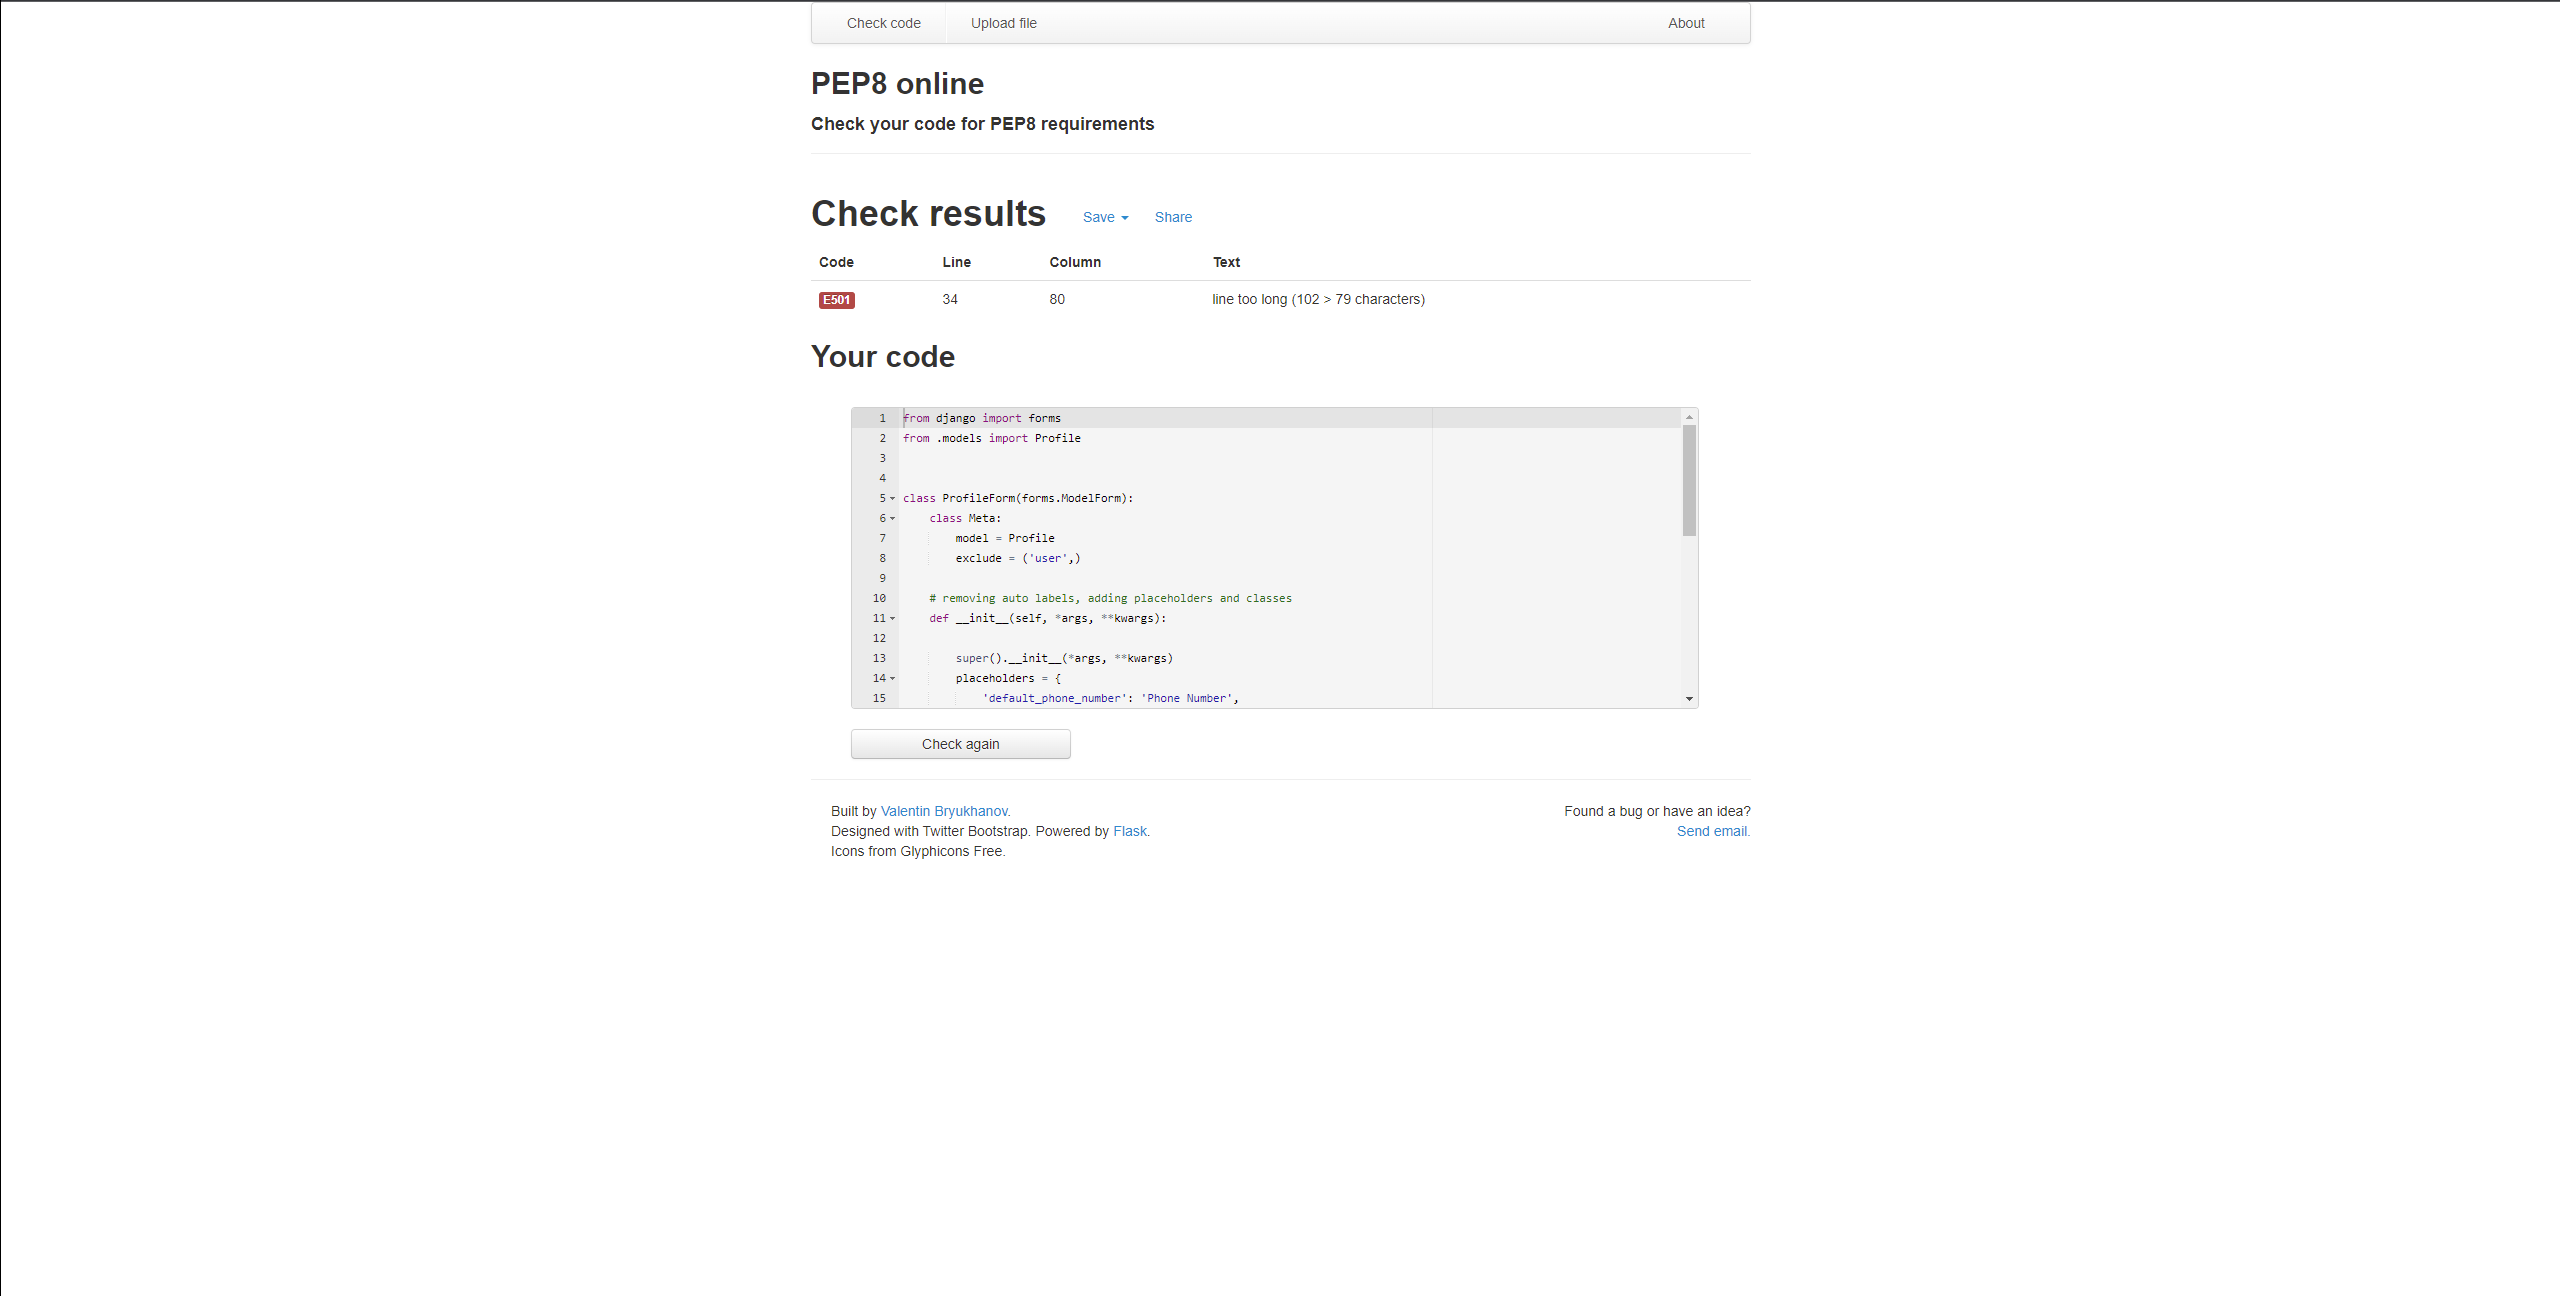 Check code Upload file About
PEP8 online
Check your code for PEP8 requirements
Check results Save Share
Code Line Column Text
E501 34 80 line too long (102 > 79 characters)
Your code
1 from django import forms
2 from .models import Profile
3
4
5 class ProfileForm(forms.ModelForm):
6     class Meta:
7         model = Profile
8         exclude = ('user',)
9
10     # removing auto labels, adding placeholders and classes
11     def __init__(self, *args, **kwargs):
12
13         super().__init__(*args, **kwargs)
14         placeholders = {
15             'default_phone_number': 'Phone Number',
Check again
Built by Valentin Bryukhanov. Found a bug or have an idea?
Designed with Twitter Bootstrap. Powered by Flask. Send email.
Icons from Glyphicons Free.